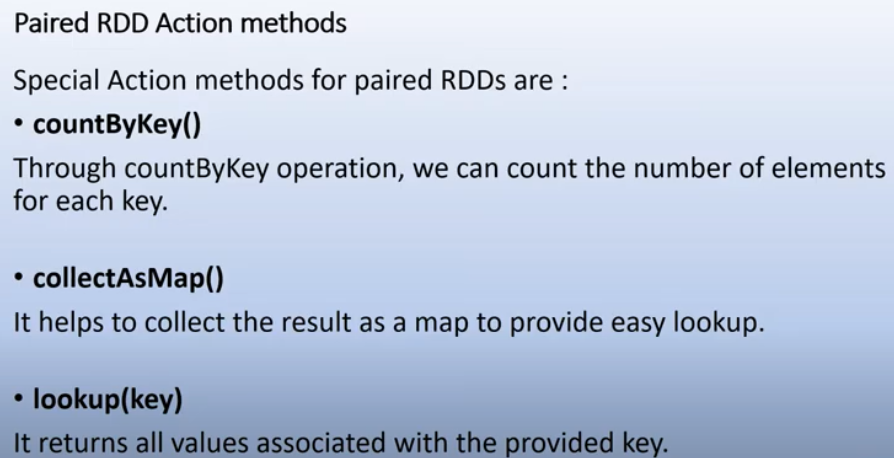 Paired RDD Action methods
Special Action methods for paired RDDs are :
• countByKey()
Through countByKey operation, we can count the number of elements
for each key.
• collectAsMap()
It helps to collect the result as a map to provide easy lookup.
• lookup(key)
It returns all values associated with the provided key.